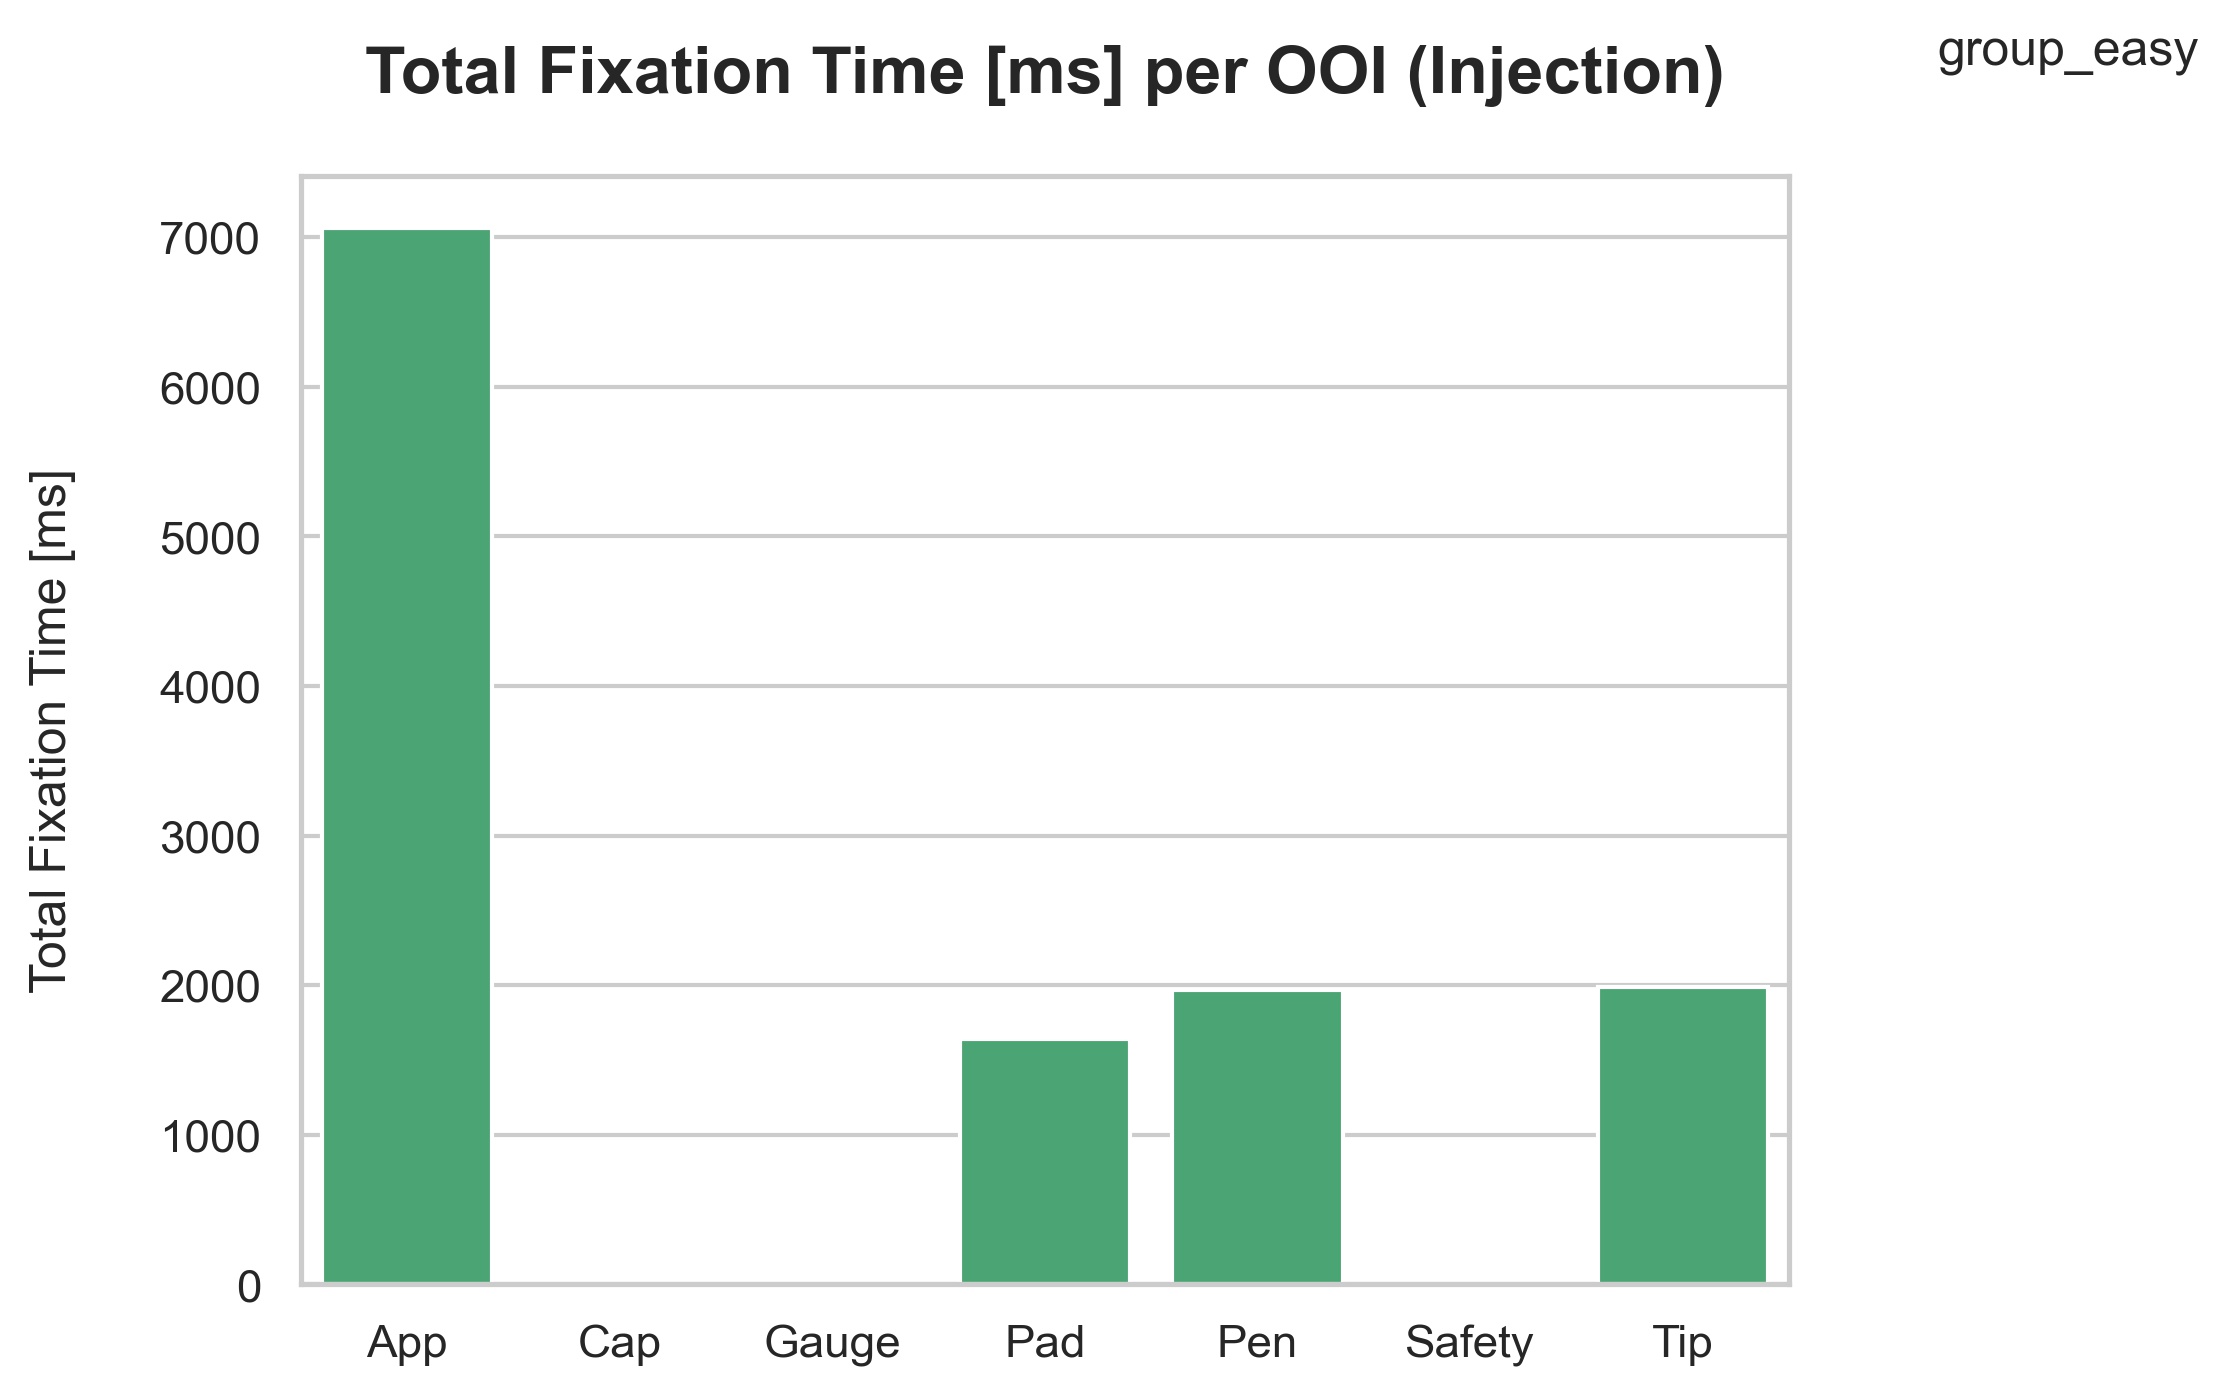 Total Fixation Time [ms] per OOI (Injection)
group_easy
Total Fixation Time [ms]
7000
6000
5000
4000
3000
2000
1000
0
App Cap Gauge Pad Pen Safety Tip